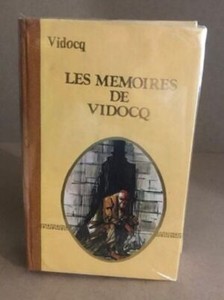 Vidocq
LES MEMOIRES
DE
VIDOCQ